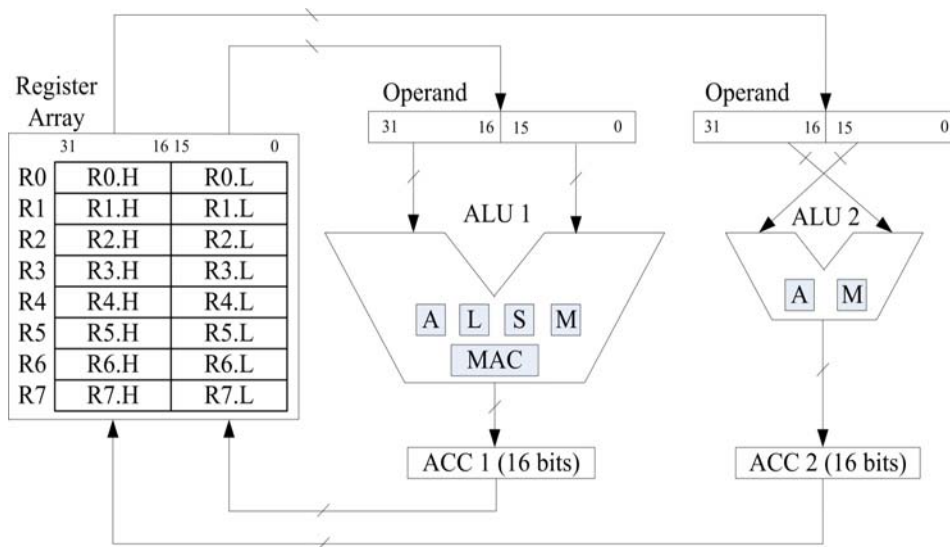 Register
Array
31 16 15 0
R0 R0.H R0.L
R1 R1.H R1.L
R2 R2.H R2.L
R3 R3.H R3.L
R4 R4.H R4.L
R5 R5.H R5.L
R6 R6.H R6.L
R7 R7.H R7.L
Operand
31 16 15 0
ALU 1
A L S M
MAC
ACC 1 (16 bits)
Operand
31 16 15 0
ALU 2
A M
ACC 2 (16 bits)